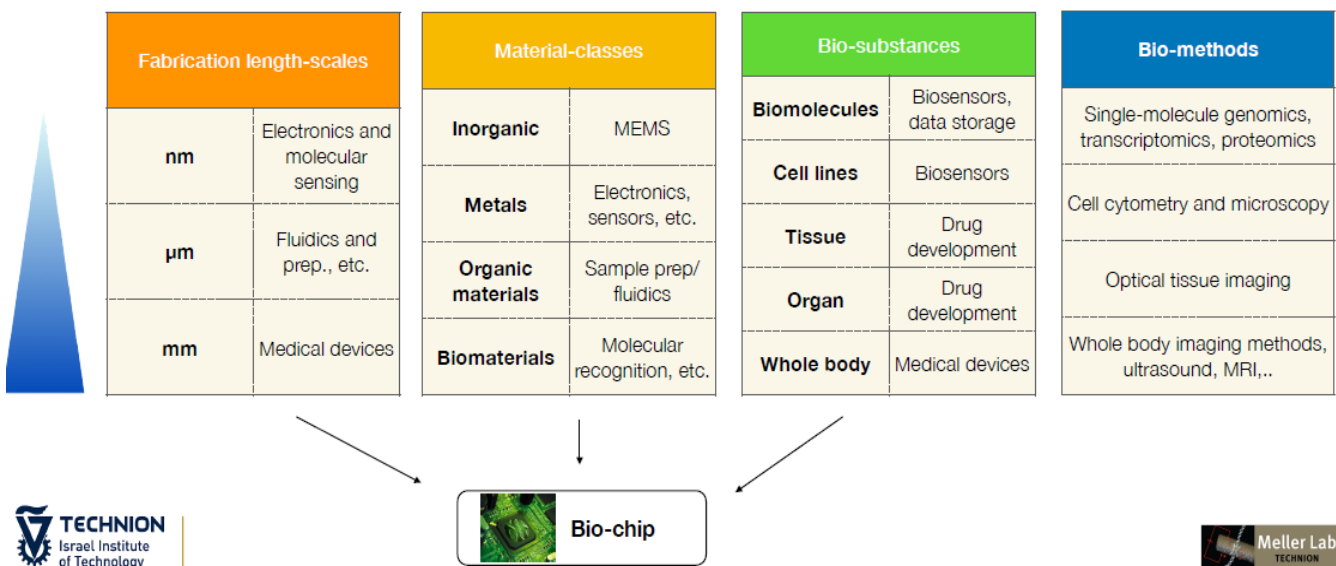 Fabrication length-scales
nm
Electronics and
molecular
sensing
µm
Fluidics and
prep., etc.
mm
Medical devices
Material-classes
Inorganic
MEMS
Metals
Electronics,
sensors, etc.
Organic
materials
Sample prep/
fluidics
Biomaterials
Molecular
recognition, etc.
Bio-substances
Biomolecules
Biosensors,
data storage
Cell lines
Biosensors
Tissue
Drug
development
Organ
Drug
development
Whole body
Medical devices
Bio-methods
Single-molecule genomics,
transcriptomics, proteomics
Cell cytometry and microscopy
Optical tissue imaging
Whole body imaging methods,
ultrasound, MRI,..
Bio-chip
TECHNION
Israel Institute
of Technology
Meller Lab
TECHNION